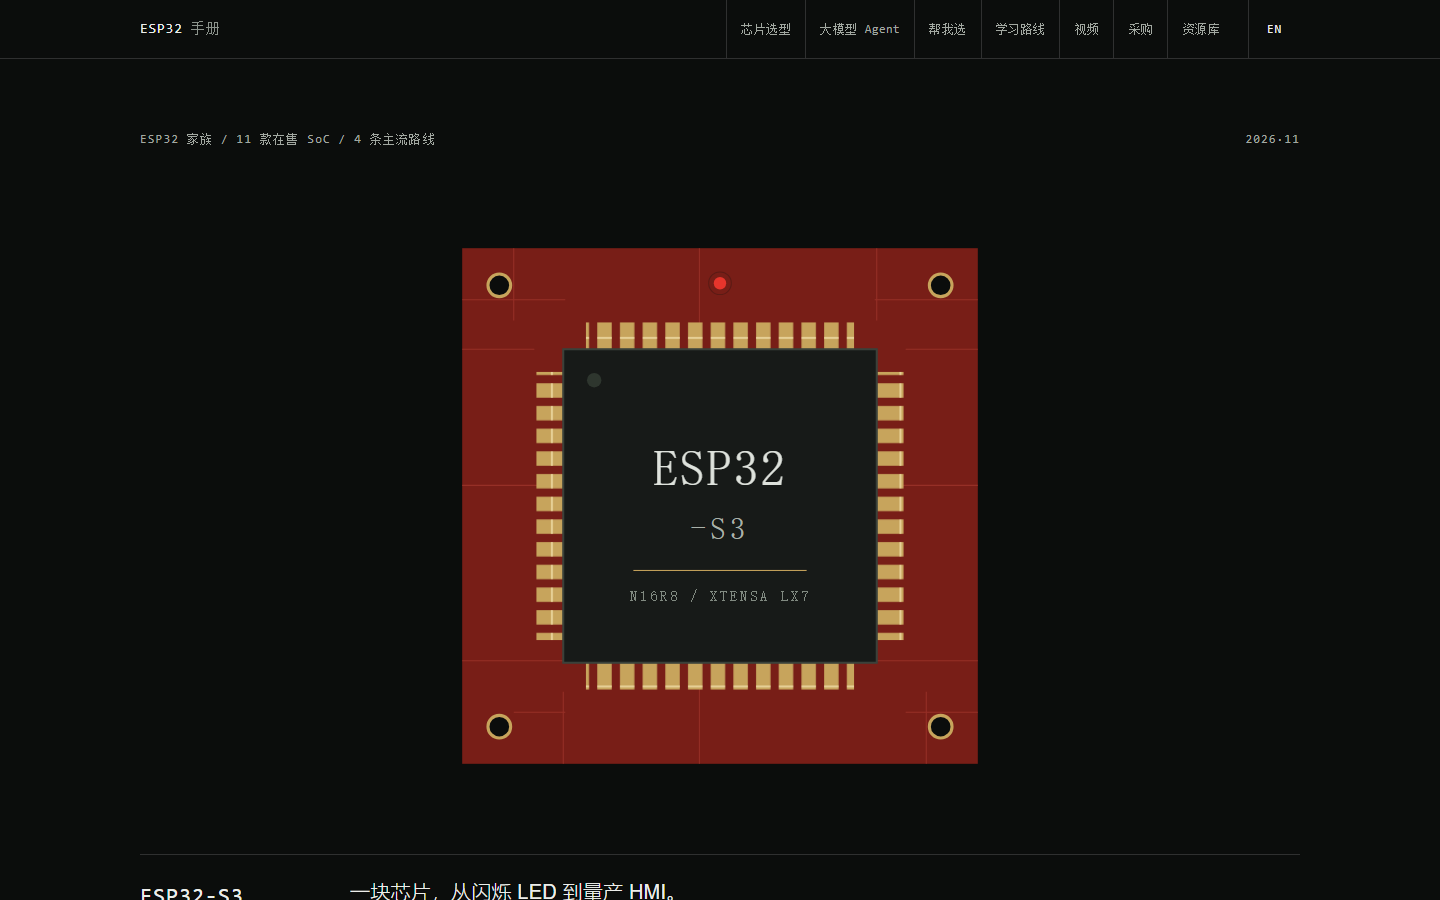 ESP32 手册
芯片选型
大模型 Agent
帮我选
学习路线
视频
采购
资源库
EN
ESP32 家族 / 11 款在售 SoC / 4 条主流路线
2026·11
ESP32
-S3
N16R8 / XTENSA LX7
ESP32-S3
一块芯片，从闪烁 LED 到量产 HMI。